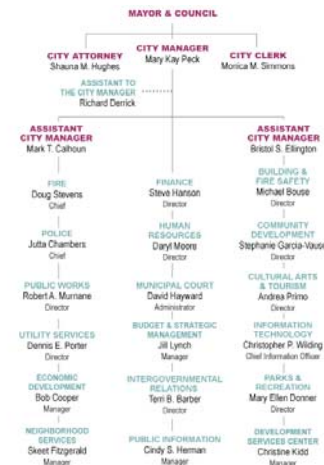 MAYOR & COUNCIL
CITY ATTORNEY
Shauna M. Hughes
CITY MANAGER
Mary Kay Peck
CITY CLERK
Monica M. Simmons
ASSISTANT TO
THE CITY MANAGER
Richard Derrick
ASSISTANT
CITY MANAGER
Mark T. Calhoun
FIRE
Doug Stevens
Chief
POLICE
Jutta Chambers
Chief
PUBLIC WORKS
Robert A. Murnane
Director
UTILITY SERVICES
Dennis E. Porter
Director
ECONOMIC
DEVELOPMENT
Bob Cooper
Manager
NEIGHBORHOOD
SERVICES
Skeet Fitzgerald
Manager
FINANCE
Steve Hanson
Director
HUMAN
RESOURCES
Daryl Moore
Director
MUNICIPAL COURT
David Hayward
Administrator
BUDGET & STRATEGIC
MANAGEMENT
Jill Lynch
Manager
INTERGOVERNMENTAL
RELATIONS
Terri B. Barber
Director
PUBLIC INFORMATION
Cindy S. Herman
Manager
ASSISTANT
CITY MANAGER
Bristol S. Ellington
BUILDING &
FIRE SAFETY
Michael Bouse
Director
COMMUNITY
DEVELOPMENT
Stephanie Garcia-Vause
Director
CULTURAL ARTS
& TOURISM
Andrea Primo
Director
INFORMATION
TECHNOLOGY
Christopher P. Wilding
Chief Information Officer
PARKS &
RECREATION
Mary Ellen Donner
Director
DEVELOPMENT
SERVICES CENTER
Christine Kidd
Manager